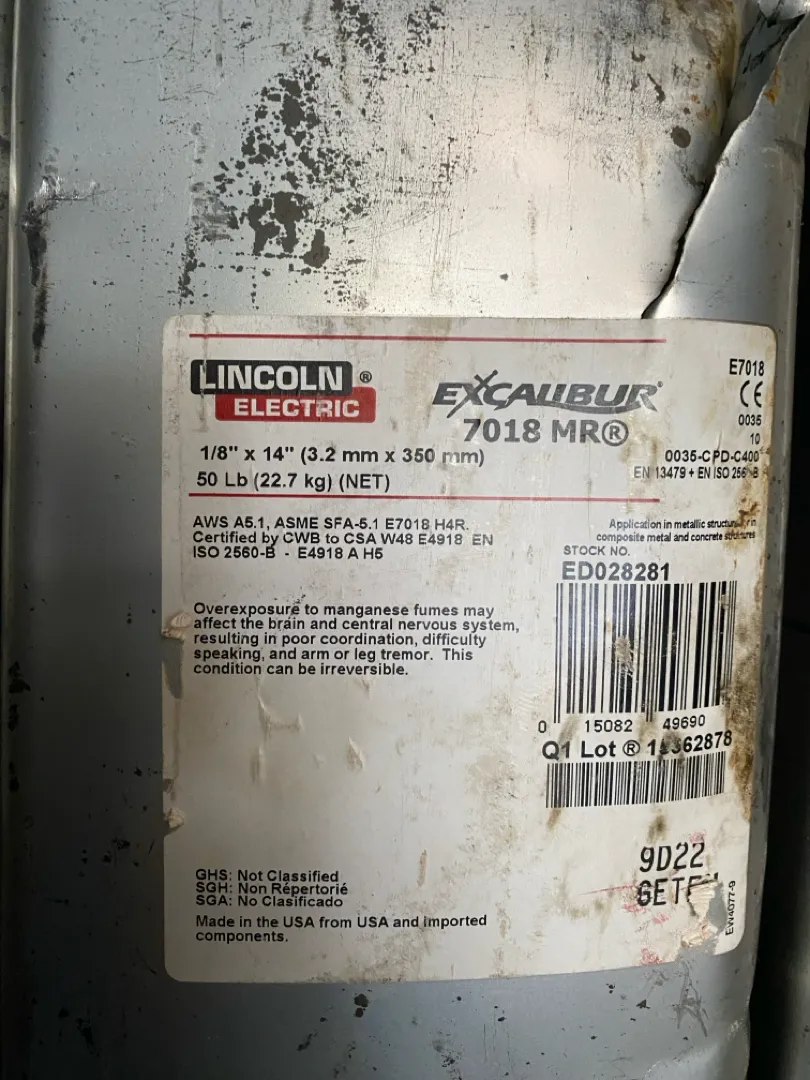 LINCOLN ®
ELECTRIC
EXCALIBUR®
7018 MR®
1/8" x 14" (3.2 mm x 350 mm)
50 Lb (22.7 kg) (NET)
E7018
CE
0035
10
0035-CPD-C400
EN 13479 + EN ISO
AWS A5.1, ASME SFA-5.1 E7018 H4R.
Certified by CWB to CSA W48 E4918 EN
ISO 2560-B - E4918 A H5
Application in metallic in
composite metal and concrete structures
STOCK NO.
ED028281
Overexposure to manganese fumes may
affect the brain and central nervous system,
resulting in poor coordination, difficulty
speaking, and arm or leg tremor. This
condition can be irreversible.
0 15082 49690
Q1 Lot ®
9D22
GHS: Not Classified
SGH: Non Répertorié
SGA: No Clasificado
Made in the USA from USA and imported
components.
EW4077-9